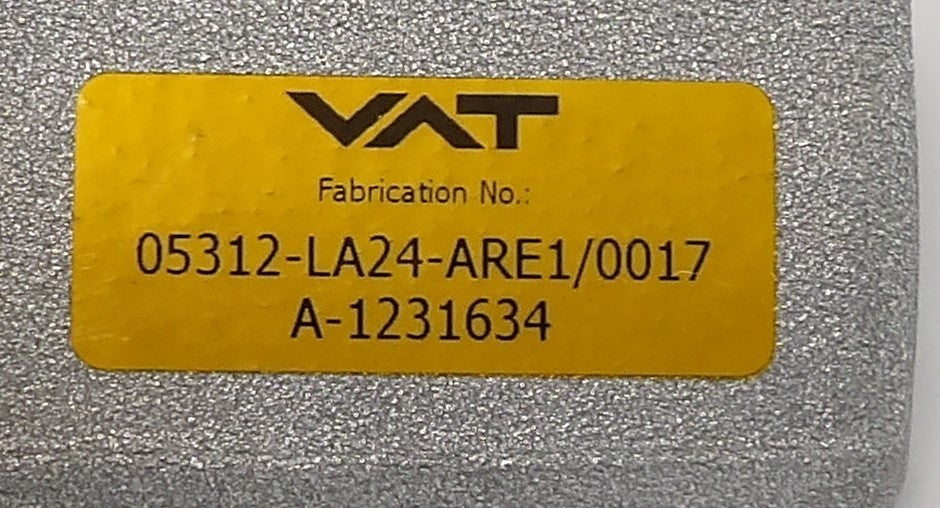 VAT
Fabrication No.:
05312-LA24-ARE1/0017
A-1231634